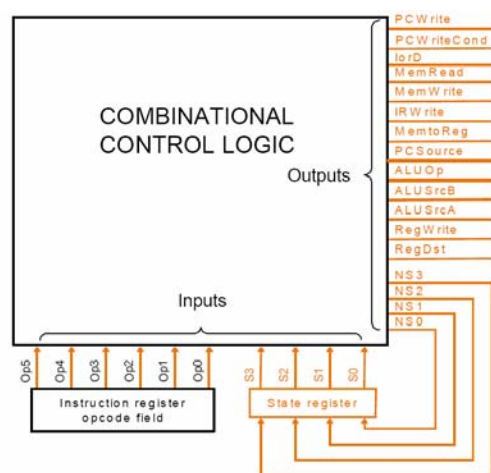 PCWrite
PCWriteCond
IorD
MemRead
MemWrite
IRWrite
MemtoReg
PCSource
ALUOp
ALUSrcB
ALUSrcA
RegWrite
RegDst
NS3
NS2
NS1
NS0
COMBINATIONAL
CONTROL LOGIC
Outputs
Inputs
Op5
Op4
Op3
Op2
Op1
Op0
S3
S2
S1
S0
Instruction register
opcode field
State register